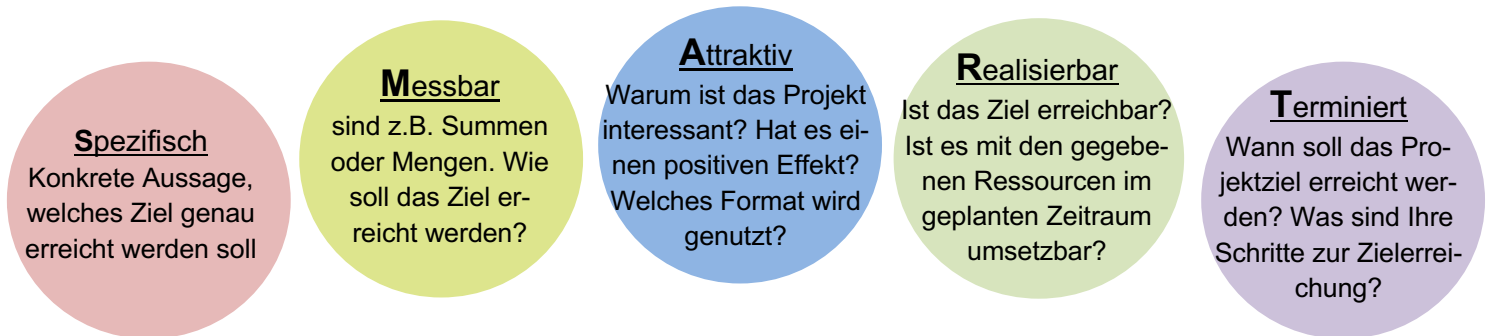 Spezifisch
Konkrete Aussage,
welches Ziel genau
erreicht werden soll
Messbar
sind z.B. Summen
oder Mengen. Wie
soll das Ziel er-
reicht werden?
Attraktiv
Warum ist das Projekt
interessant? Hat es ei-
nen positiven Effekt?
Welches Format wird
genutzt?
Realisierbar
Ist das Ziel erreichbar?
Ist es mit den gegebe-
nen Ressourcen im
geplanten Zeitraum
umsetzbar?
Terminiert
Wann soll das Pro-
jektziel erreicht wer-
den? Was sind Ihre
Schritte zur Zielerrei-
chung?